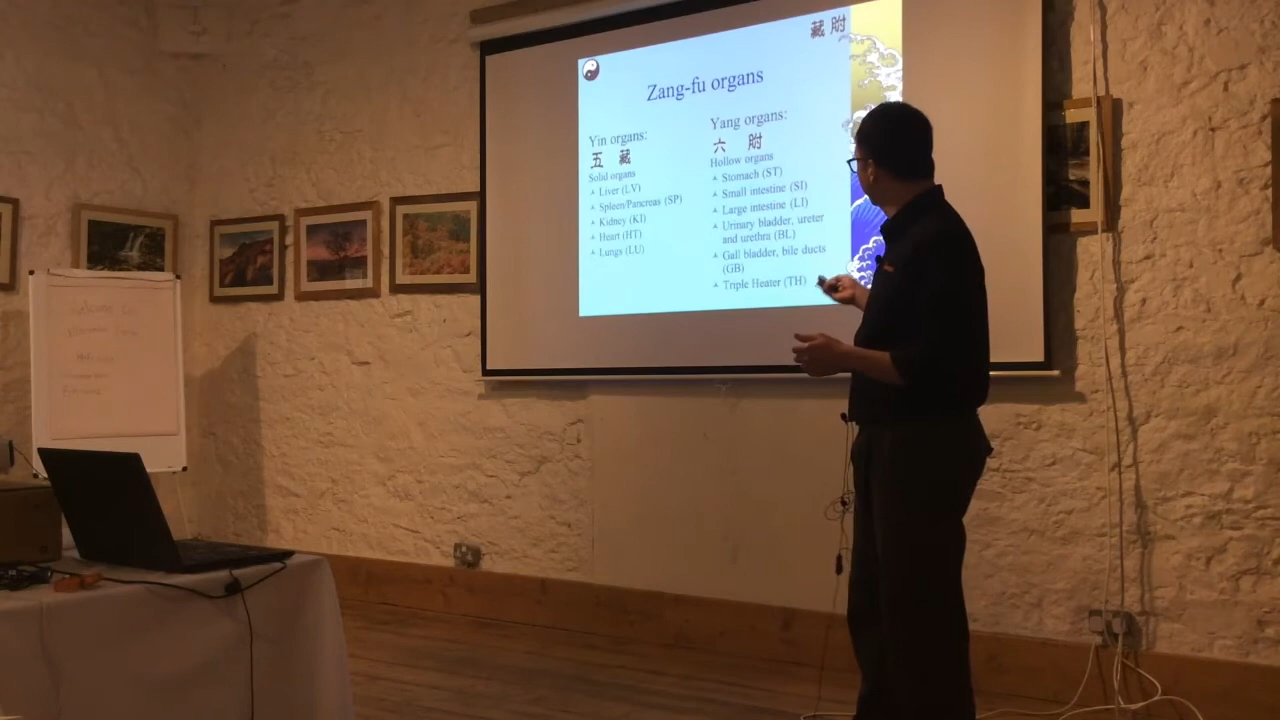 藏 胕
Zang-fu organs
Yin organs:
五 藏
Solid organs
Liver (LV)
Spleen/Pancreas (SP)
Kidney (KI)
Heart (HT)
Lungs (LU)
Yang organs:
六 胕
Hollow organs
Stomach (ST)
Small intestine (SI)
Large intestine (LI)
Urinary bladder, ureter
and urethra (BL)
Gall bladder, bile ducts
(GB)
Triple Heater (TH)